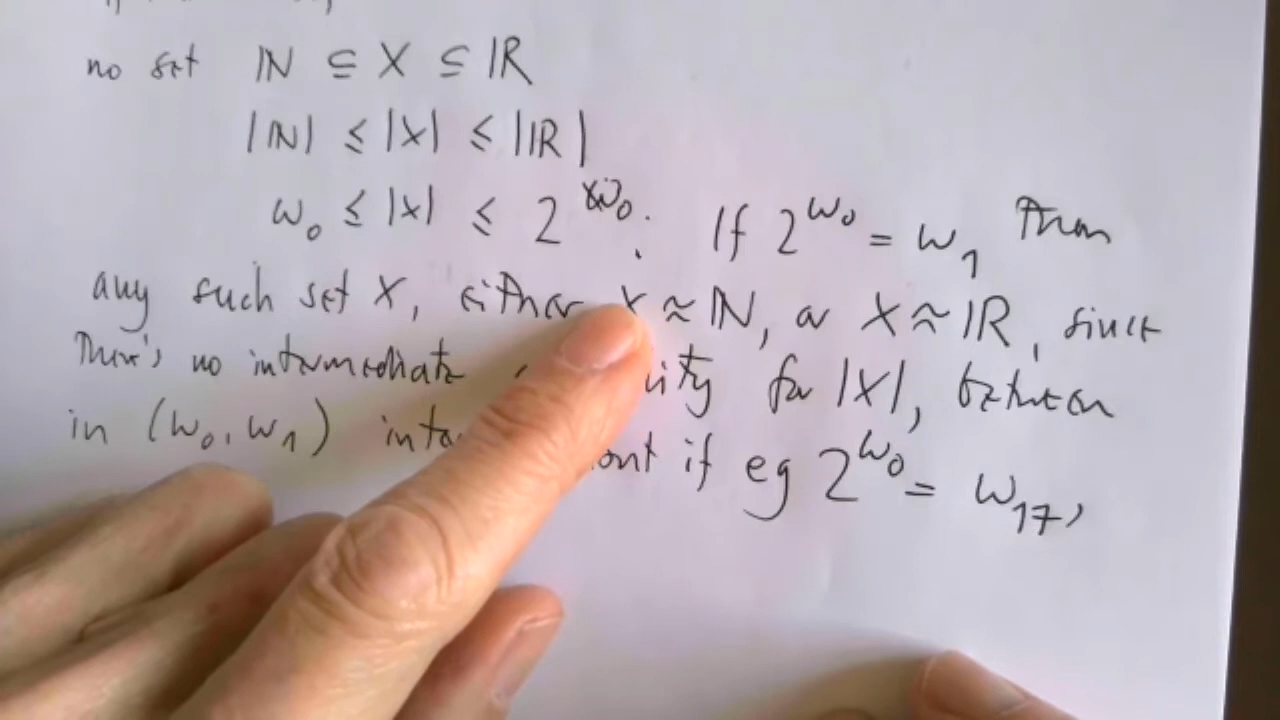 no set ℕ ⊆ X ⊆ ℝ
|ℕ| ≤ |X| ≤ |ℝ|
ω₀ ≤ |X| ≤ 2^ω₀. If 2^ω₀ = ω₁ then
any such set X, either X ≈ ℕ, or X ≈ ℝ, since
There's no intermediate for |X|, between
in (ω₀, ω₁) if eg 2^ω₀ = ω₁₇,